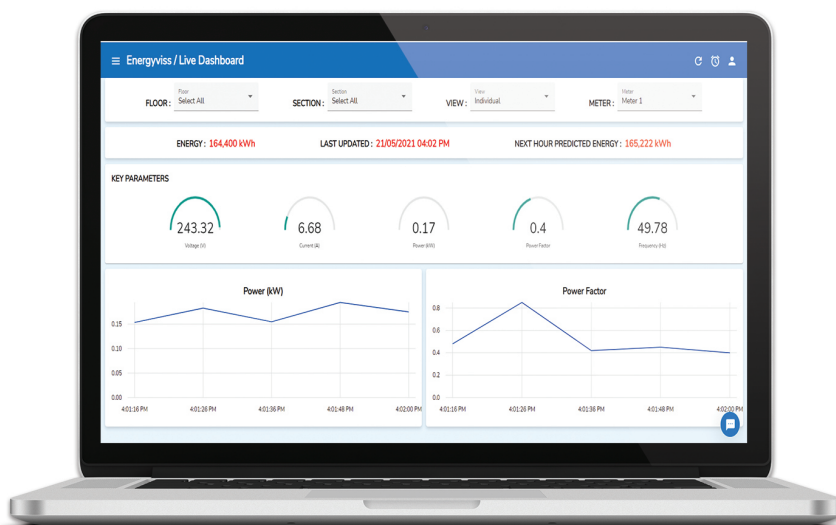 Energyviss / Live Dashboard
FLOOR : Floor Select All SECTION : Section Select All VIEW : View Individual METER : Meter Meter 1
ENERGY : 164,400 kWh LAST UPDATED : 21/05/2021 04:02 PM NEXT HOUR PREDICTED ENERGY : 165,222 kWh
KEY PARAMETERS
243.32 6.68 0.17 0.4 49.78
Voltage (V) Current (A) Power (kW) Power Factor Frequency (Hz)
Power (kW)
0.15
0.10
0.05
0.00
4:01:16 PM 4:01:28 PM 4:01:36 PM 4:01:48 PM 4:02:00 PM
Power Factor
0.8
0.6
0.4
0.2
0.0
4:01:16 PM 4:01:28 PM 4:01:38 PM 4:01:48 PM 4:02:00 PM